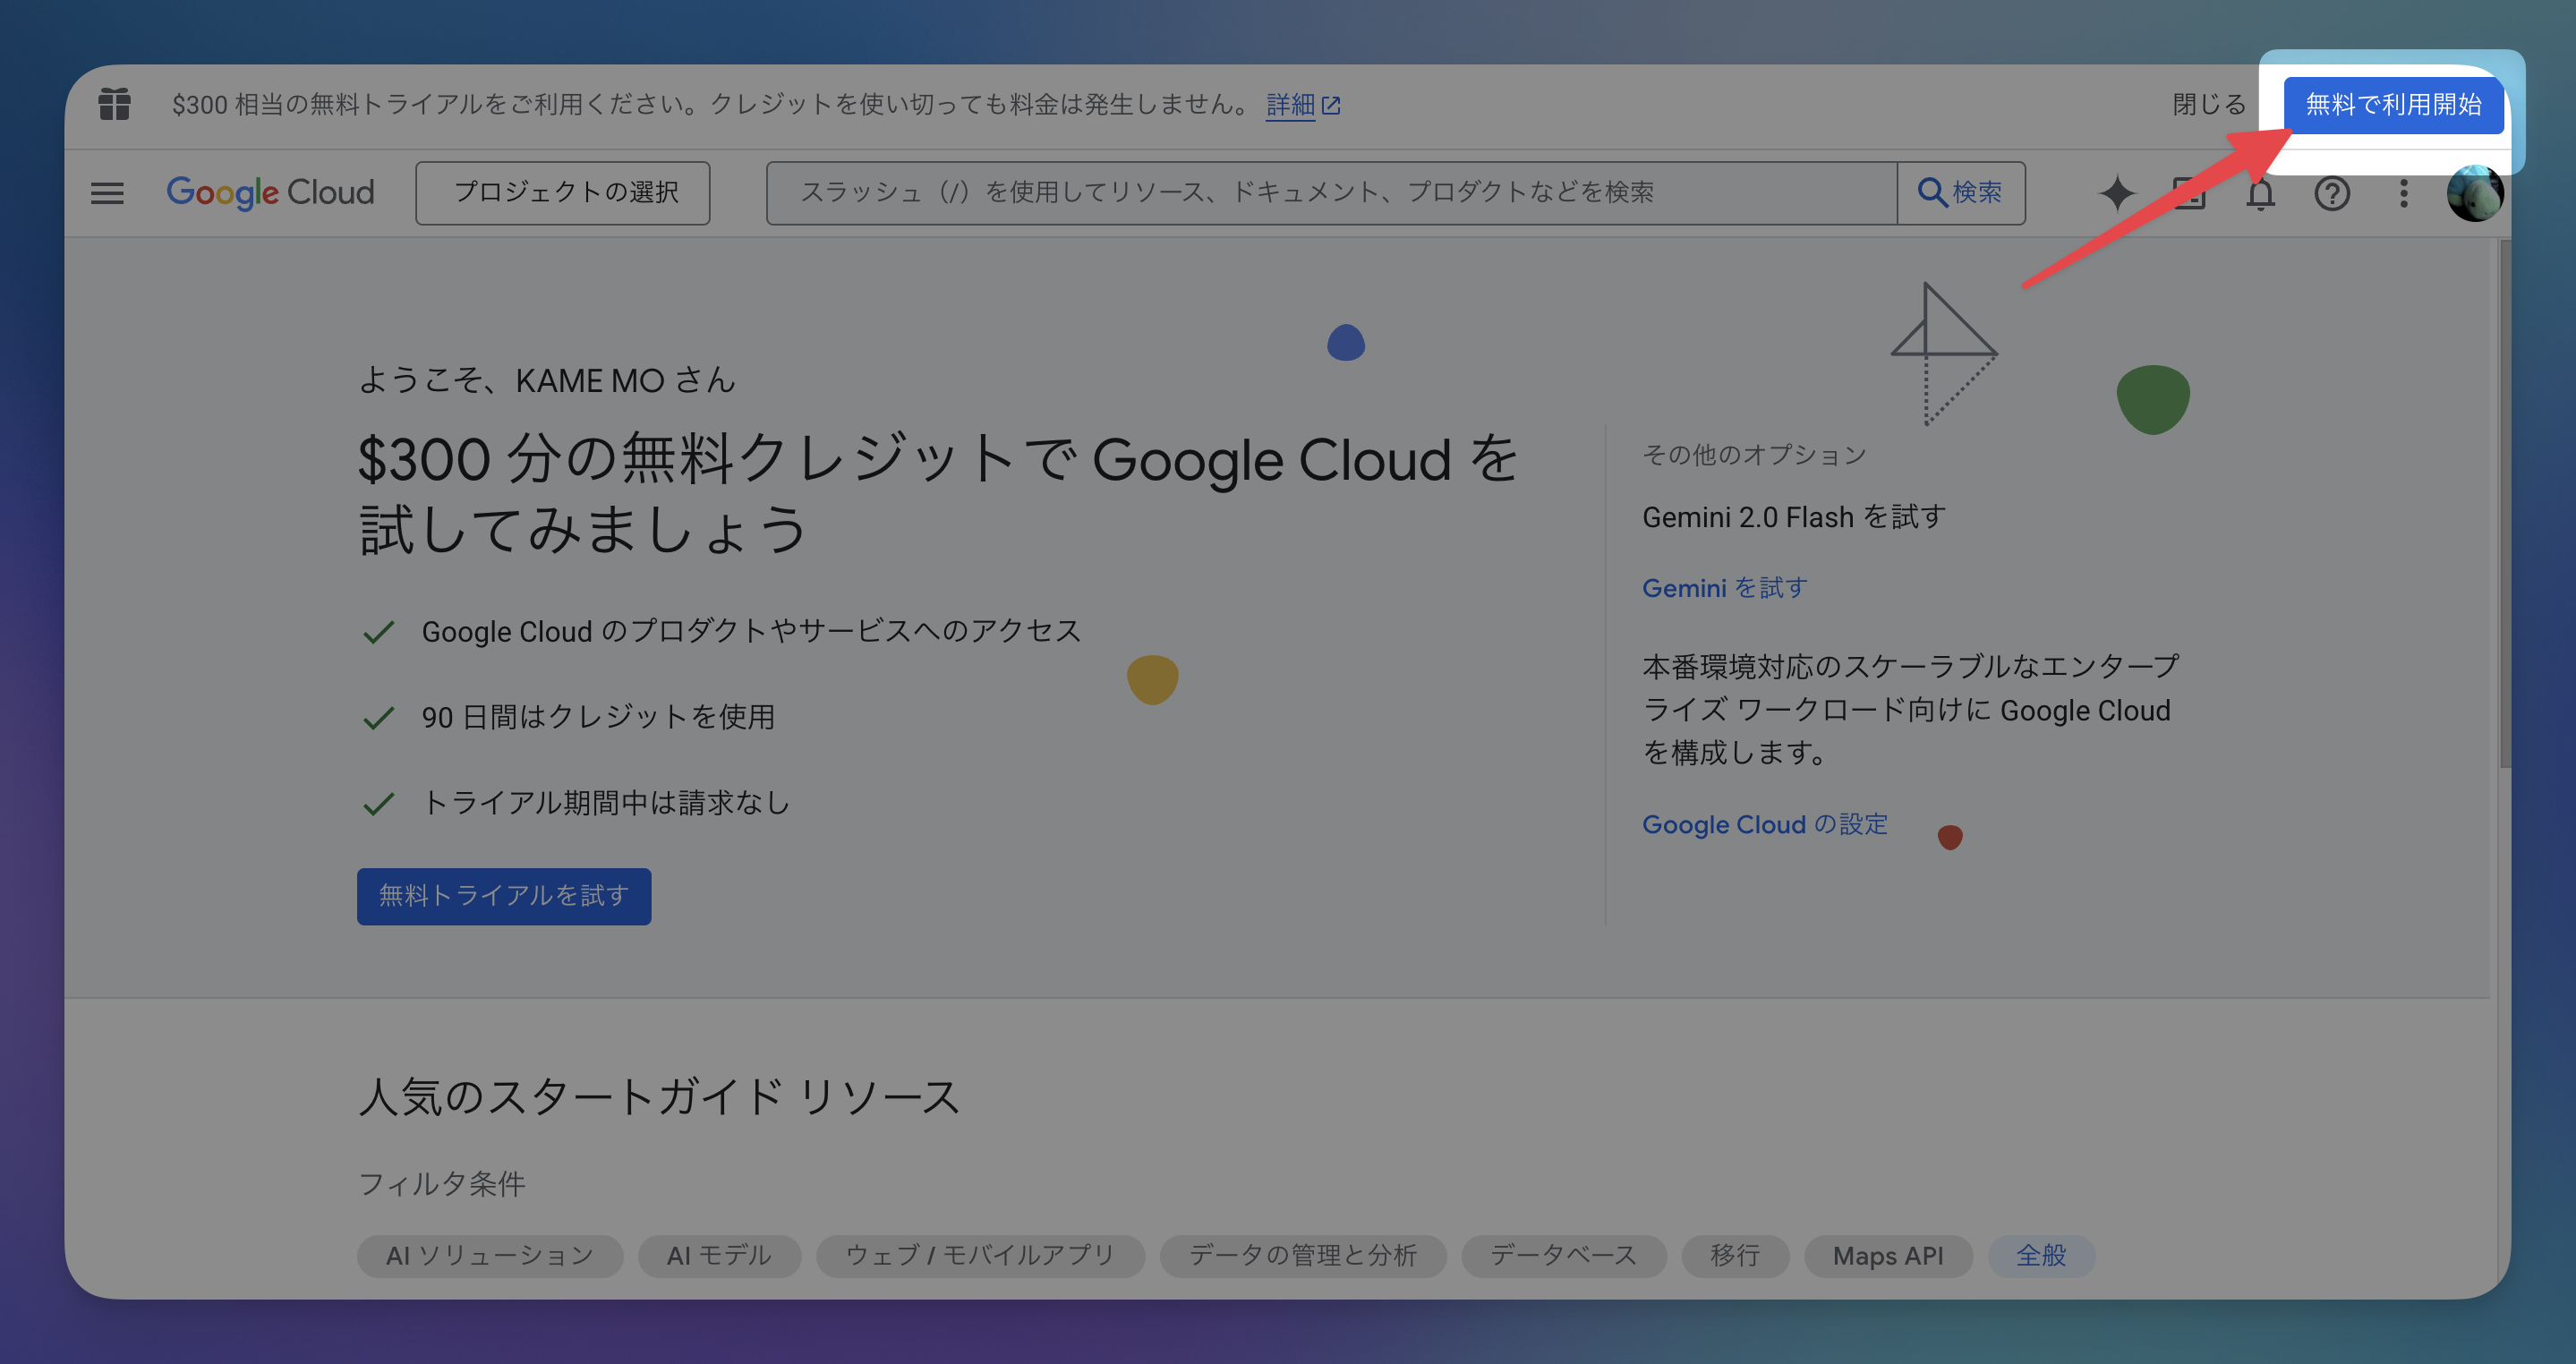 $300 相当の無料トライアルをご利用ください。クレジットを使い切っても料金は発生しません。 詳細
閉じる
無料で利用開始
Google Cloud
プロジェクトの選択
スラッシュ（/）を使用してリソース、ドキュメント、プロダクトなどを検索
検索
ようこそ、KAME MO さん
$300 分の無料クレジットで Google Cloud を
試してみましょう
Google Cloud のプロダクトやサービスへのアクセス
90 日間はクレジットを使用
トライアル期間中は請求なし
無料トライアルを試す
その他のオプション
Gemini 2.0 Flash を試す
Gemini を試す
本番環境対応のスケーラブルなエンタープ
ライズ ワークロード向けに Google Cloud
を構成します。
Google Cloud の設定
人気のスタートガイド リソース
フィルタ条件
AI ソリューション
AI モデル
ウェブ / モバイルアプリ
データの管理と分析
データベース
移行
Maps API
全般